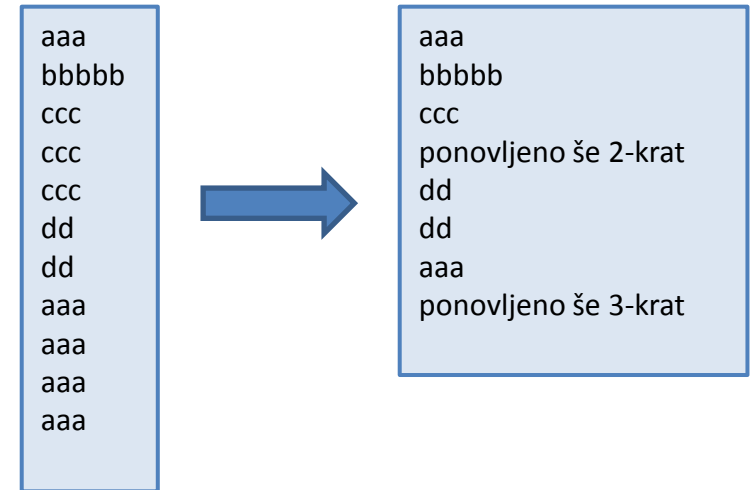 aaa
bbbbb
ccc
ccc
ccc
dd
dd
aaa
aaa
aaa
aaa
aaa
bbbbb
ccc
ponovljeno še 2-krat
dd
dd
aaa
ponovljeno še 3-krat